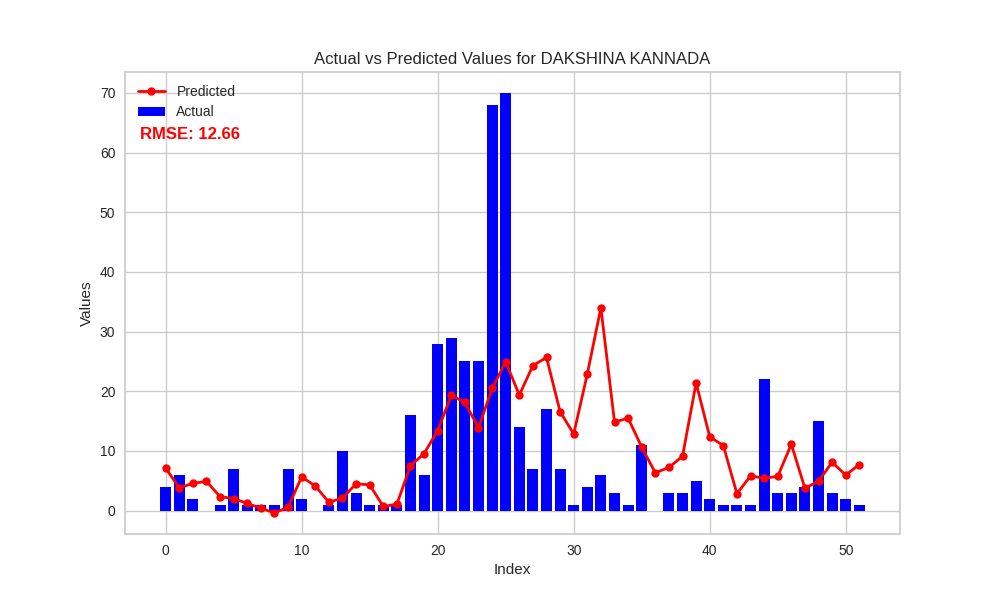 Actual vs Predicted Values for DAKSHINA KANNADA
Predicted
Actual
RMSE: 12.66
Values
70
60
50
40
30
20
10
0
0 10 20 30 40 50
Index